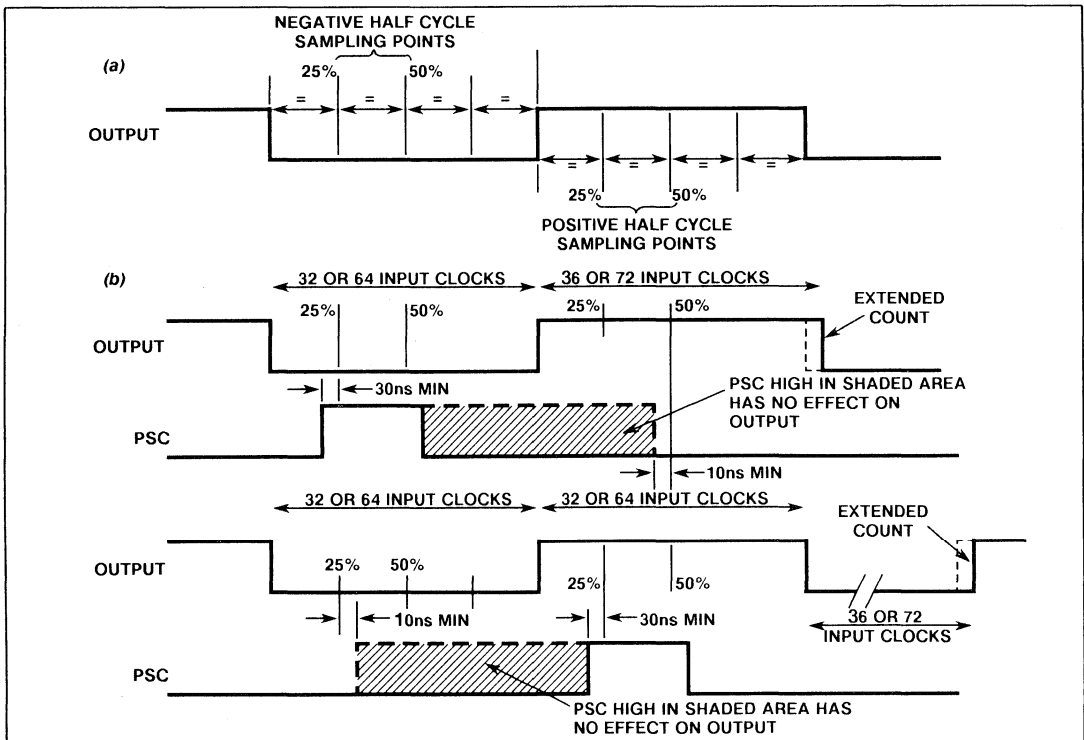 NEGATIVE HALF CYCLE
SAMPLING POINTS
(a)
25% 50%
= = = =
OUTPUT
= = = =
25% 50%
POSITIVE HALF CYCLE
SAMPLING POINTS
(b)
32 OR 64 INPUT CLOCKS 36 OR 72 INPUT CLOCKS
EXTENDED
COUNT
25% 50% 25% 50%
OUTPUT
30ns MIN
PSC HIGH IN SHADED AREA
HAS NO EFFECT ON
OUTPUT
PSC
10ns MIN
32 OR 64 INPUT CLOCKS 32 OR 64 INPUT CLOCKS
EXTENDED
COUNT
OUTPUT
25% 50% 25% 50%
10ns MIN 30ns MIN
36 OR 72
INPUT CLOCKS
PSC
PSC HIGH IN SHADED AREA HAS
NO EFFECT ON OUTPUT